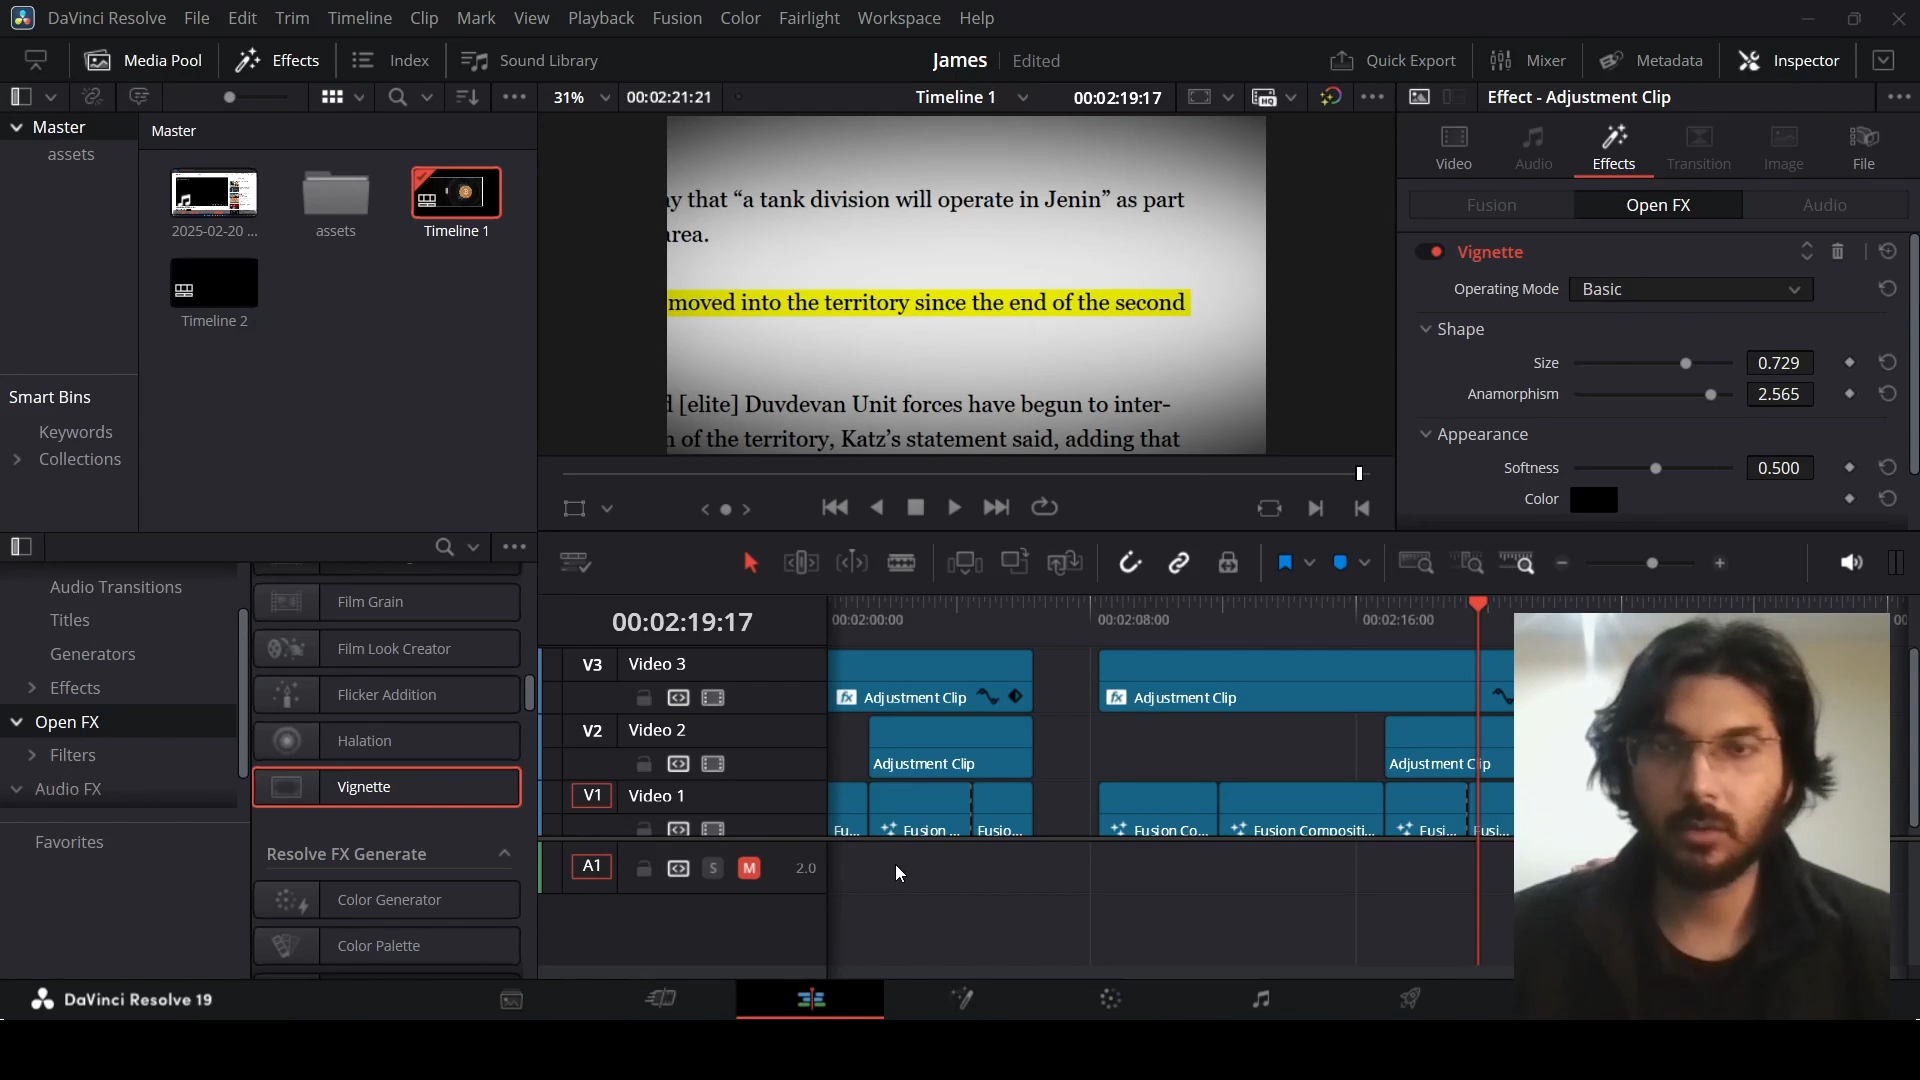 DaVinci Resolve File Edit Trim Timeline Clip Mark View Playback Fusion Color Fairlight Workspace Help
Media Pool Effects Index Sound Library James Edited Quick Export Mixer Metadata Inspector
31% 00:02:21:21 Timeline 1 00:02:19:17 Effect - Adjustment Clip
Master
assets
Master
2025-02-20 ...
assets
Timeline 1
Timeline 2
Smart Bins
Keywords
Collections
y that “a tank division will operate in Jenin” as part
area.
moved into the territory since the end of the second
d [elite] Duvdevan Unit forces have begun to inter-
n of the territory, Katz’s statement said, adding that
Video Audio Effects Transition Image File
Fusion Open FX Audio
Vignette
Operating Mode Basic
Shape
Size 0.729
Anamorphism 2.565
Appearance
Softness 0.500
Color
Audio Transitions
Titles
Generators
Effects
Open FX
Filters
Audio FX
Favorites
Film Grain
Film Look Creator
Flicker Addition
Halation
Vignette
Resolve FX Generate
Color Generator
Color Palette
00:02:19:17
00:02:00:00 00:02:08:00 00:02:16:00 00
V3 Video 3
fx Adjustment Clip fx Adjustment Clip
V2 Video 2
Adjustment Clip Adjustment Clip
V1 Video 1
Fu... Fusion ... Fusio... Fusion Co... Fusion Compositi... Fusi... Fusi...
A1 S M 2.0
DaVinci Resolve 19